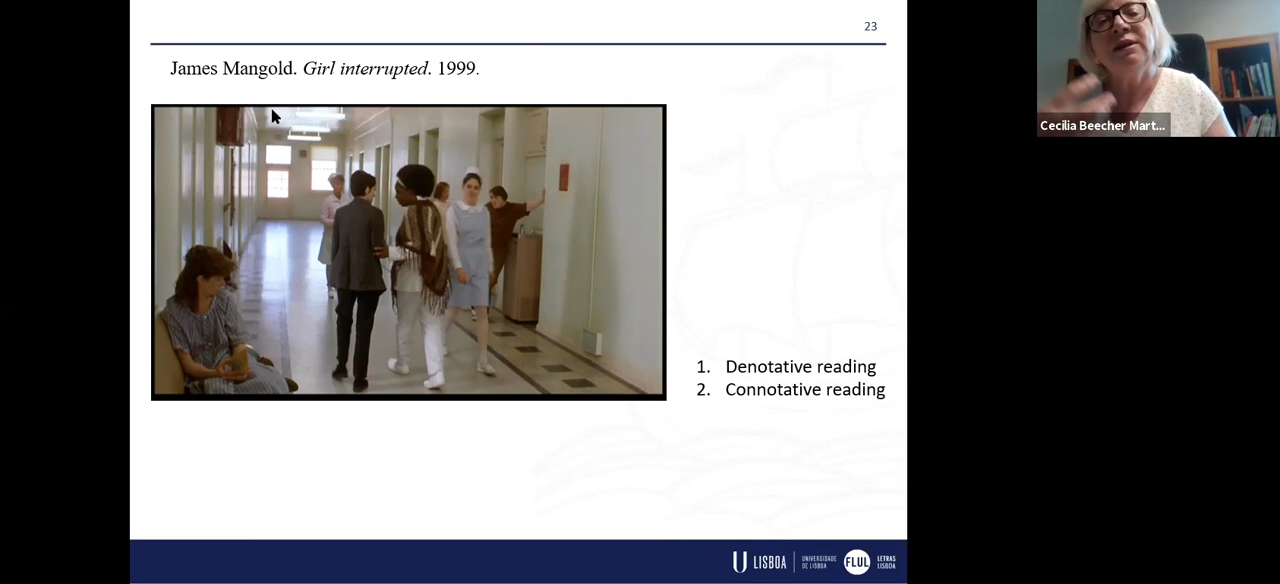 23
James Mangold. Girl interrupted. 1999.
1. Denotative reading
2. Connotative reading
Cecilia Beecher Mart...
U LISBOA
UNIVERSIDADE
DE LISBOA
FLUL
LETRAS
LISBOA